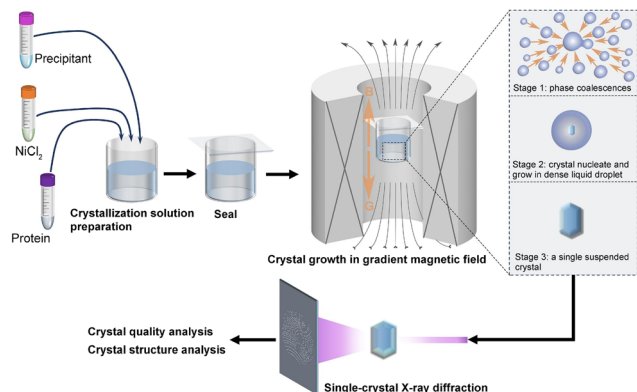 Precipitant
NiCl₂
Protein
Crystallization solution
preparation
Seal
B
G
Crystal growth in gradient magnetic field
Stage 1: phase coalescences
Stage 2: crystal nucleate and
grow in dense liquid droplet
Stage 3: a single suspended
crystal
Crystal quality analysis
Crystal structure analysis
Single-crystal X-ray diffraction